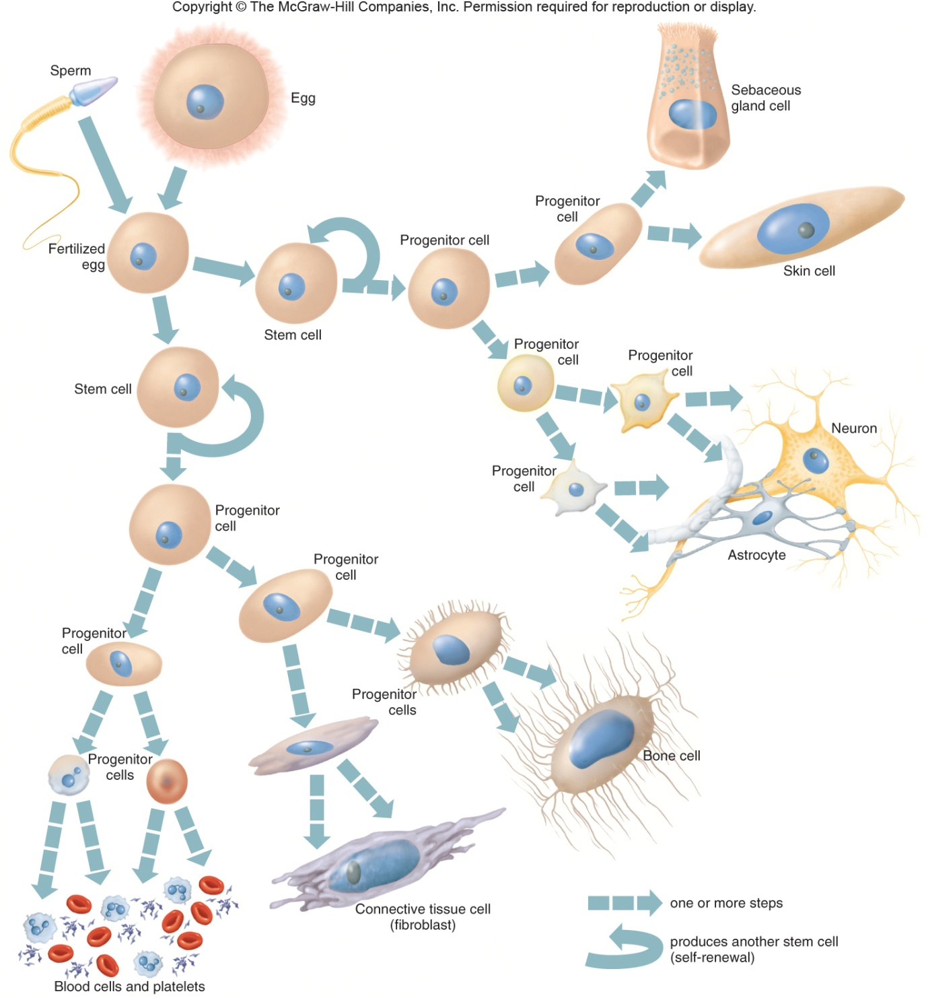 Copyright © The McGraw-Hill Companies, Inc. Permission required for reproduction or display.
Sperm
Egg
Sebaceous
gland cell
Progenitor
cell
Fertilized
egg
Progenitor cell
Skin cell
Stem cell
Progenitor
cell
Progenitor
cell
Stem cell
Neuron
Progenitor
cell
Progenitor
cell
Astrocyte
Progenitor
cell
Progenitor
cell
Progenitor
cells
Progenitor
cells
Bone cell
Connective tissue cell
(fibroblast)
one or more steps
produces another stem cell
(self-renewal)
Blood cells and platelets